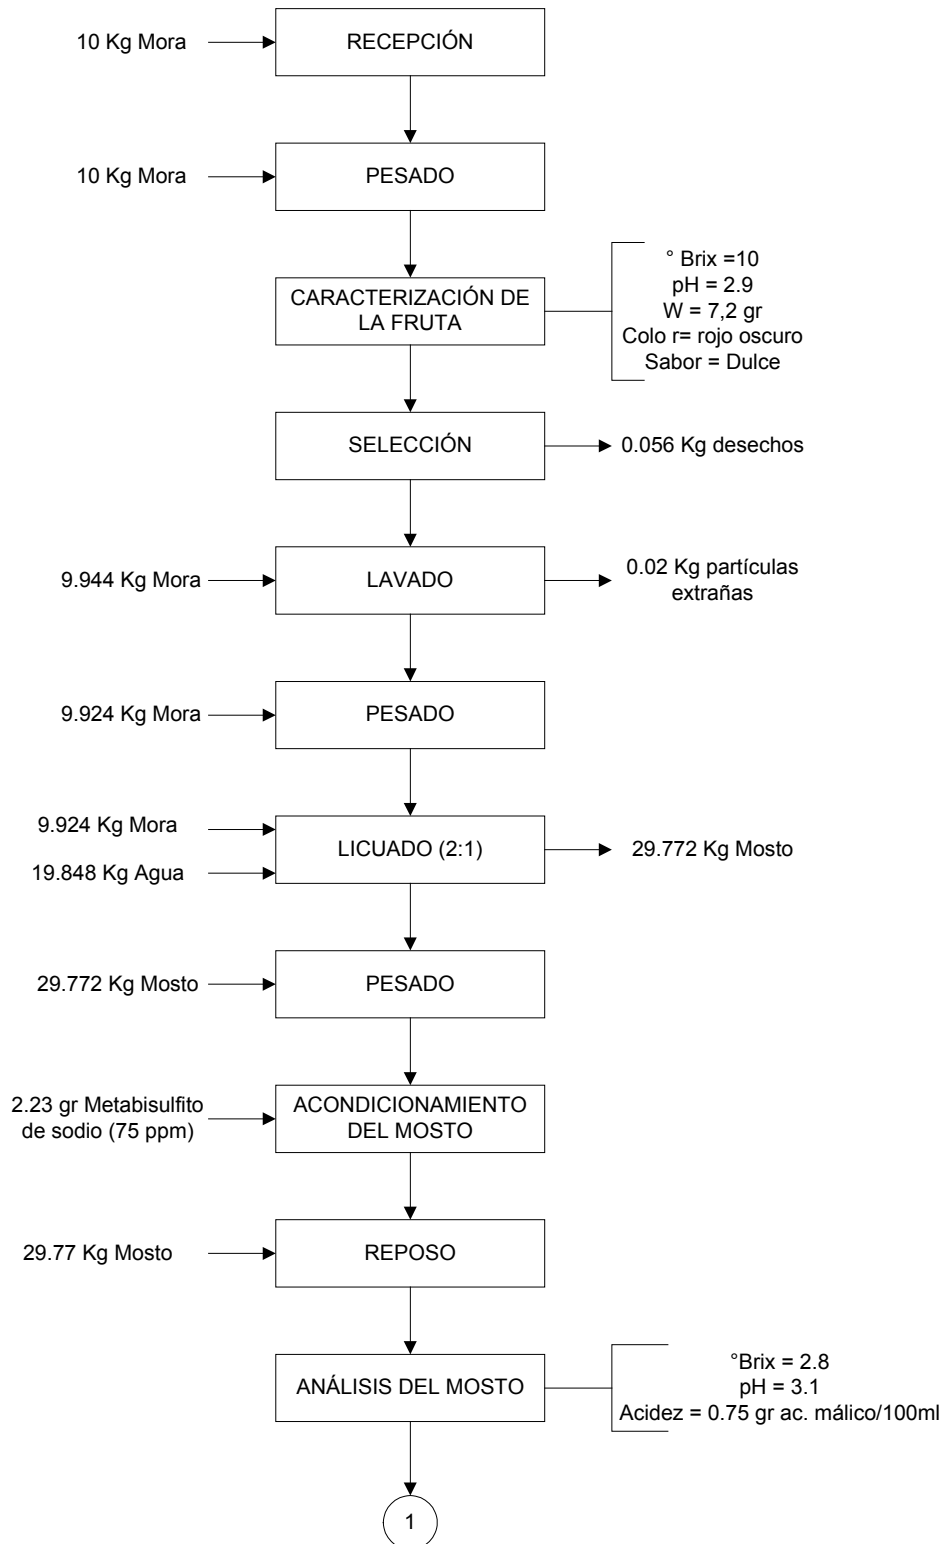 10 Kg Mora
RECEPCIÓN
10 Kg Mora
PESADO
CARACTERIZACIÓN DE
LA FRUTA
° Brix =10
pH = 2.9
W = 7,2 gr
Colo r= rojo oscuro
Sabor = Dulce
SELECCIÓN
0.056 Kg desechos
9.944 Kg Mora
LAVADO
0.02 Kg partículas
extrañas
9.924 Kg Mora
PESADO
9.924 Kg Mora
19.848 Kg Agua
LICUADO (2:1)
29.772 Kg Mosto
29.772 Kg Mosto
PESADO
2.23 gr Metabisulfito
de sodio (75 ppm)
ACONDICIONAMIENTO
DEL MOSTO
29.77 Kg Mosto
REPOSO
ANÁLISIS DEL MOSTO
°Brix = 2.8
pH = 3.1
Acidez = 0.75 gr ac. málico/100ml
1